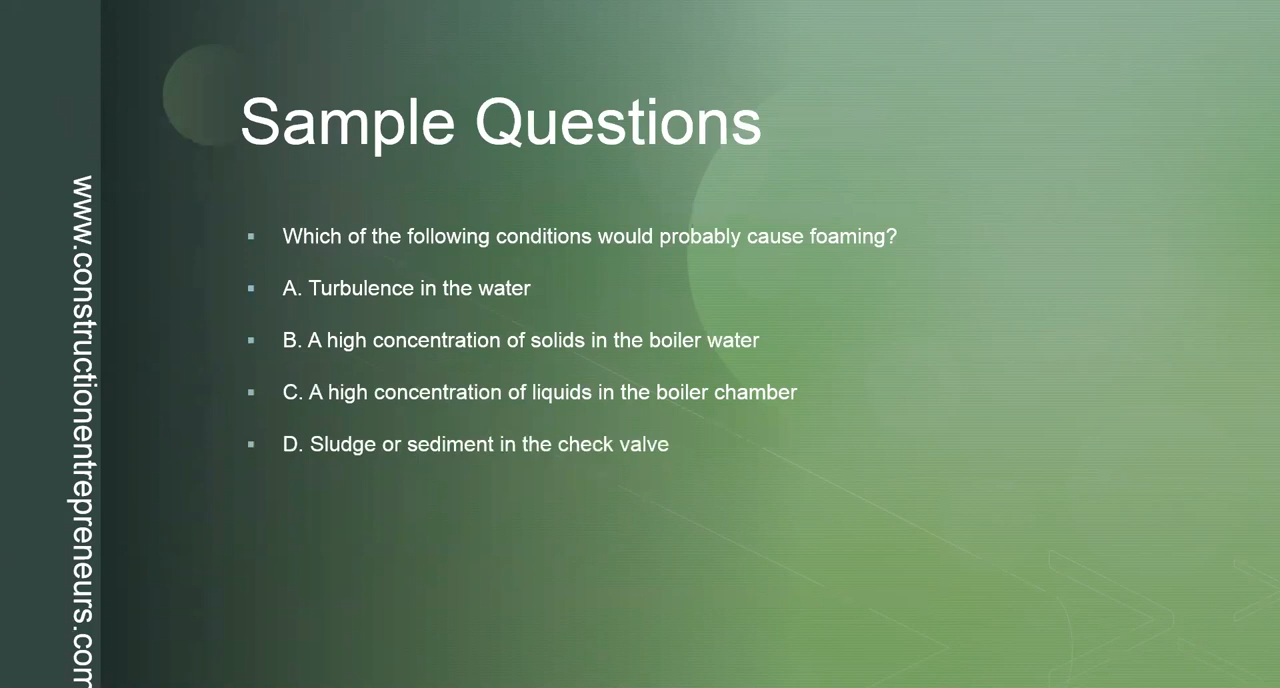 Sample Questions
Which of the following conditions would probably cause foaming?
A. Turbulence in the water
B. A high concentration of solids in the boiler water
C. A high concentration of liquids in the boiler chamber
D. Sludge or sediment in the check valve
www.constructionentrepreneurs.com